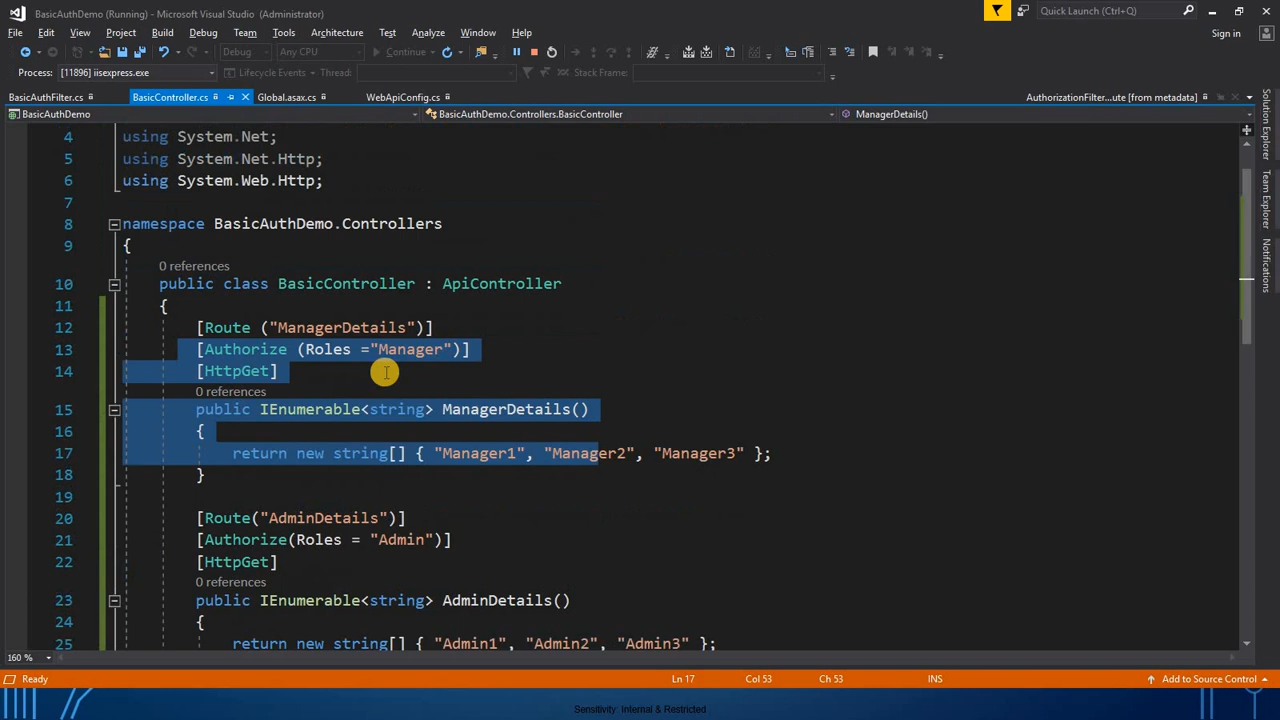 BasicAuthDemo (Running) - Microsoft Visual Studio (Administrator)
Quick Launch (Ctrl+Q)
File Edit View Project Build Debug Team Tools Architecture Test Analyze Window Help
Sign in
Debug Any CPU Continue
Process: [11896] iisexpress.exe Lifecycle Events Thread: Stack Frame:
BasicAuthFilter.cs BasicController.cs Global.asax.cs WebApiConfig.cs AuthorizationFilter...ute [from metadata]
BasicAuthDemo BasicAuthDemo.Controllers.BasicController ManagerDetails()
4 using System.Net;
5 using System.Net.Http;
6 using System.Web.Http;
7
8 namespace BasicAuthDemo.Controllers
9 {
0 references
10 public class BasicController : ApiController
11 {
12 [Route ("ManagerDetails")]
13 [Authorize (Roles ="Manager")]
14 [HttpGet]
0 references
15 public IEnumerable<string> ManagerDetails()
16 {
17 return new string[] { "Manager1", "Manager2", "Manager3" };
18 }
19
20 [Route("AdminDetails")]
21 [Authorize(Roles = "Admin")]
22 [HttpGet]
0 references
23 public IEnumerable<string> AdminDetails()
24 {
25 return new string[] { "Admin1", "Admin2", "Admin3" };
160 %
Ready Ln 17 Col 53 Ch 53 INS Add to Source Control
Sensitivity: Internal & Restricted
Solution Explorer
Team Explorer
Notifications